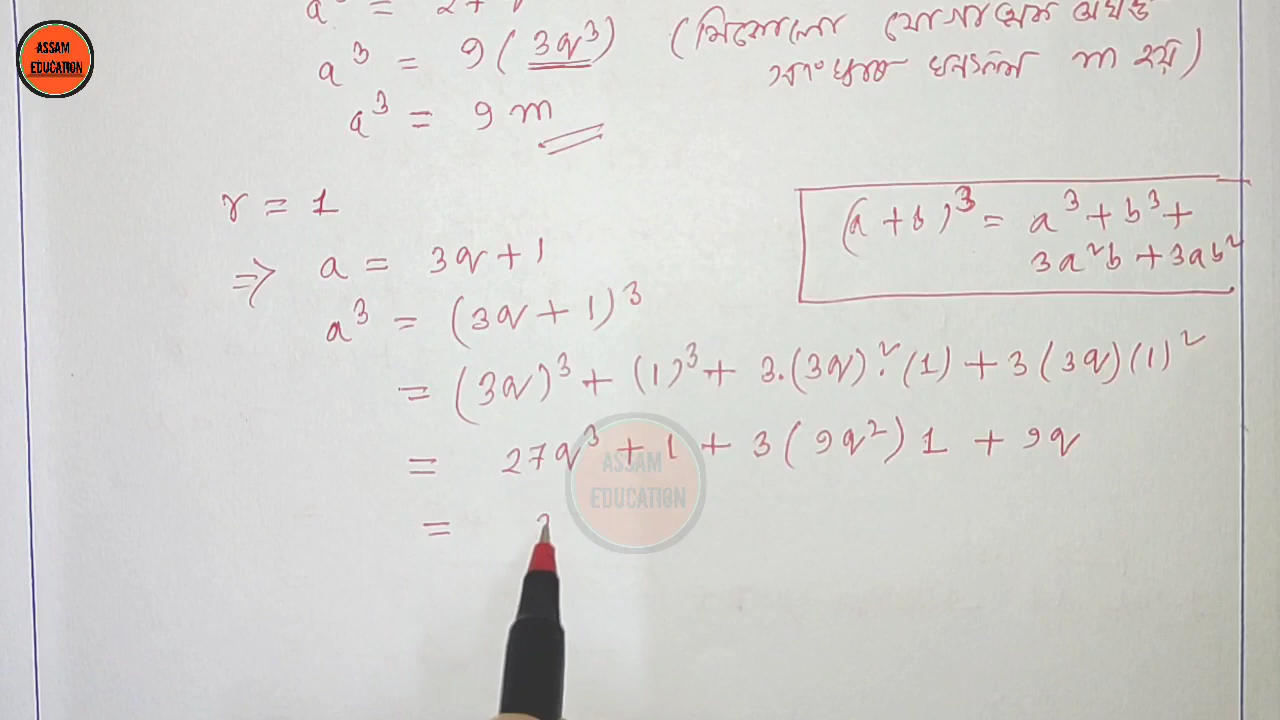 ASSAM
EDUCATION
a³ = 9 (3q³) (
a³ = 9 m
r = 1
⇒ a = 3q + 1
a³ = (3q + 1)³
(a + b)³ = a³ + b³ +
3a²b + 3ab²
= (3q)³ + (1)³ + 3.(3q)².(1) + 3(3q)(1)²
= 27q³ + 1 + 3(9q²) 1 + 9q
=
ASSAM
EDUCATION